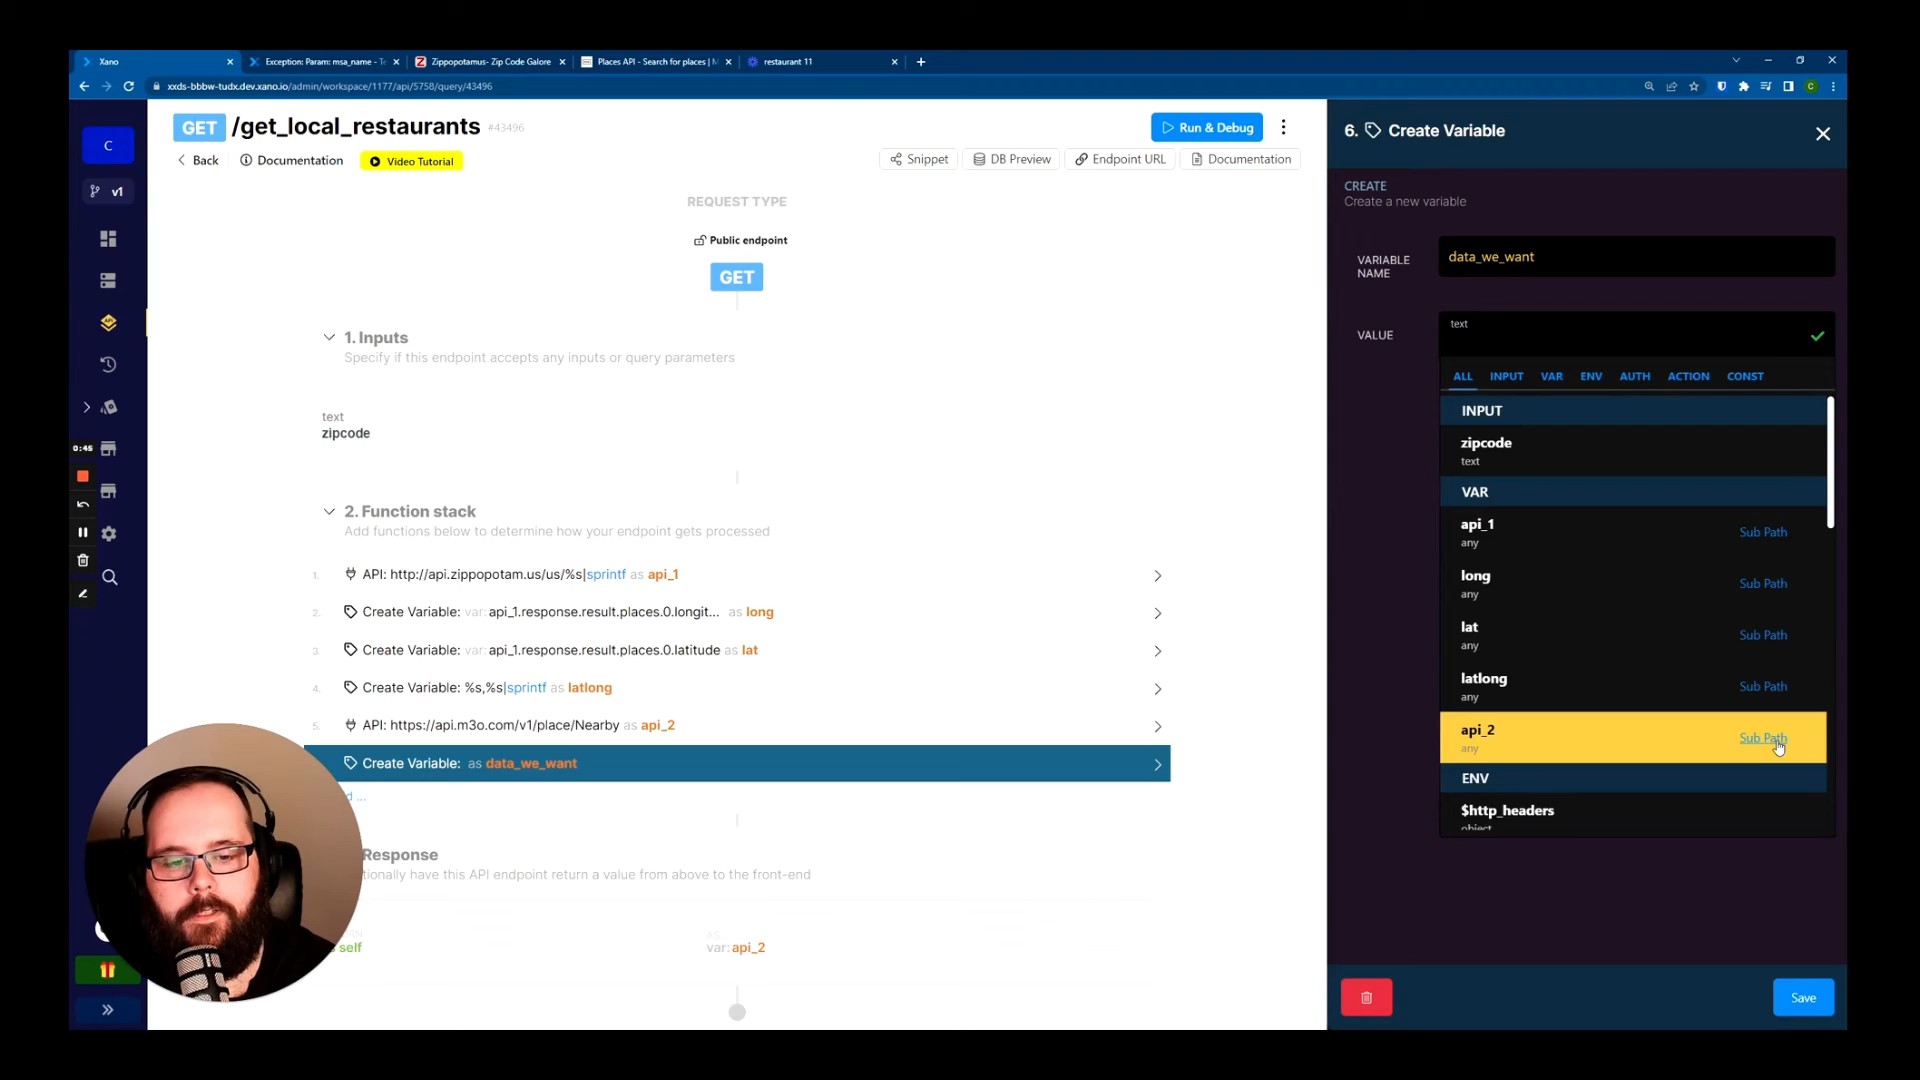 Xano
Exception: Param: msa_name - Te
Zippopotamus- Zip Code Galore
Places API - Search for places | M
restaurant 11
xxds-bbbw-tudx.dev.xano.io/admin/workspace/1177/api/5758/query/43496
C
C
v1
0:45
GET /get_local_restaurants #43496
Run & Debug
Back
Documentation
Video Tutorial
Snippet
DB Preview
Endpoint URL
Documentation
REQUEST TYPE
Public endpoint
GET
1. Inputs
Specify if this endpoint accepts any inputs or query parameters
text
zipcode
2. Function stack
Add functions below to determine how your endpoint gets processed
1. API: http://api.zippopotam.us/us/%s|sprintf as api_1
2. Create Variable: var: api_1.response.result.places.0.longit... as long
3. Create Variable: var: api_1.response.result.places.0.latitude as lat
4. Create Variable: %s,%s|sprintf as latlong
5. API: https://api.m3o.com/v1/place/Nearby as api_2
Create Variable: as data_we_want
d ...
Response
tionally have this API endpoint return a value from above to the front-end
self
AS...
var: api_2
6. Create Variable
CREATE
Create a new variable
VARIABLE
NAME
data_we_want
VALUE
text
ALL INPUT VAR ENV AUTH ACTION CONST
INPUT
zipcode
text
VAR
api_1
any
Sub Path
long
any
Sub Path
lat
any
Sub Path
latlong
any
Sub Path
api_2
any
Sub Path
ENV
$http_headers
object
Save